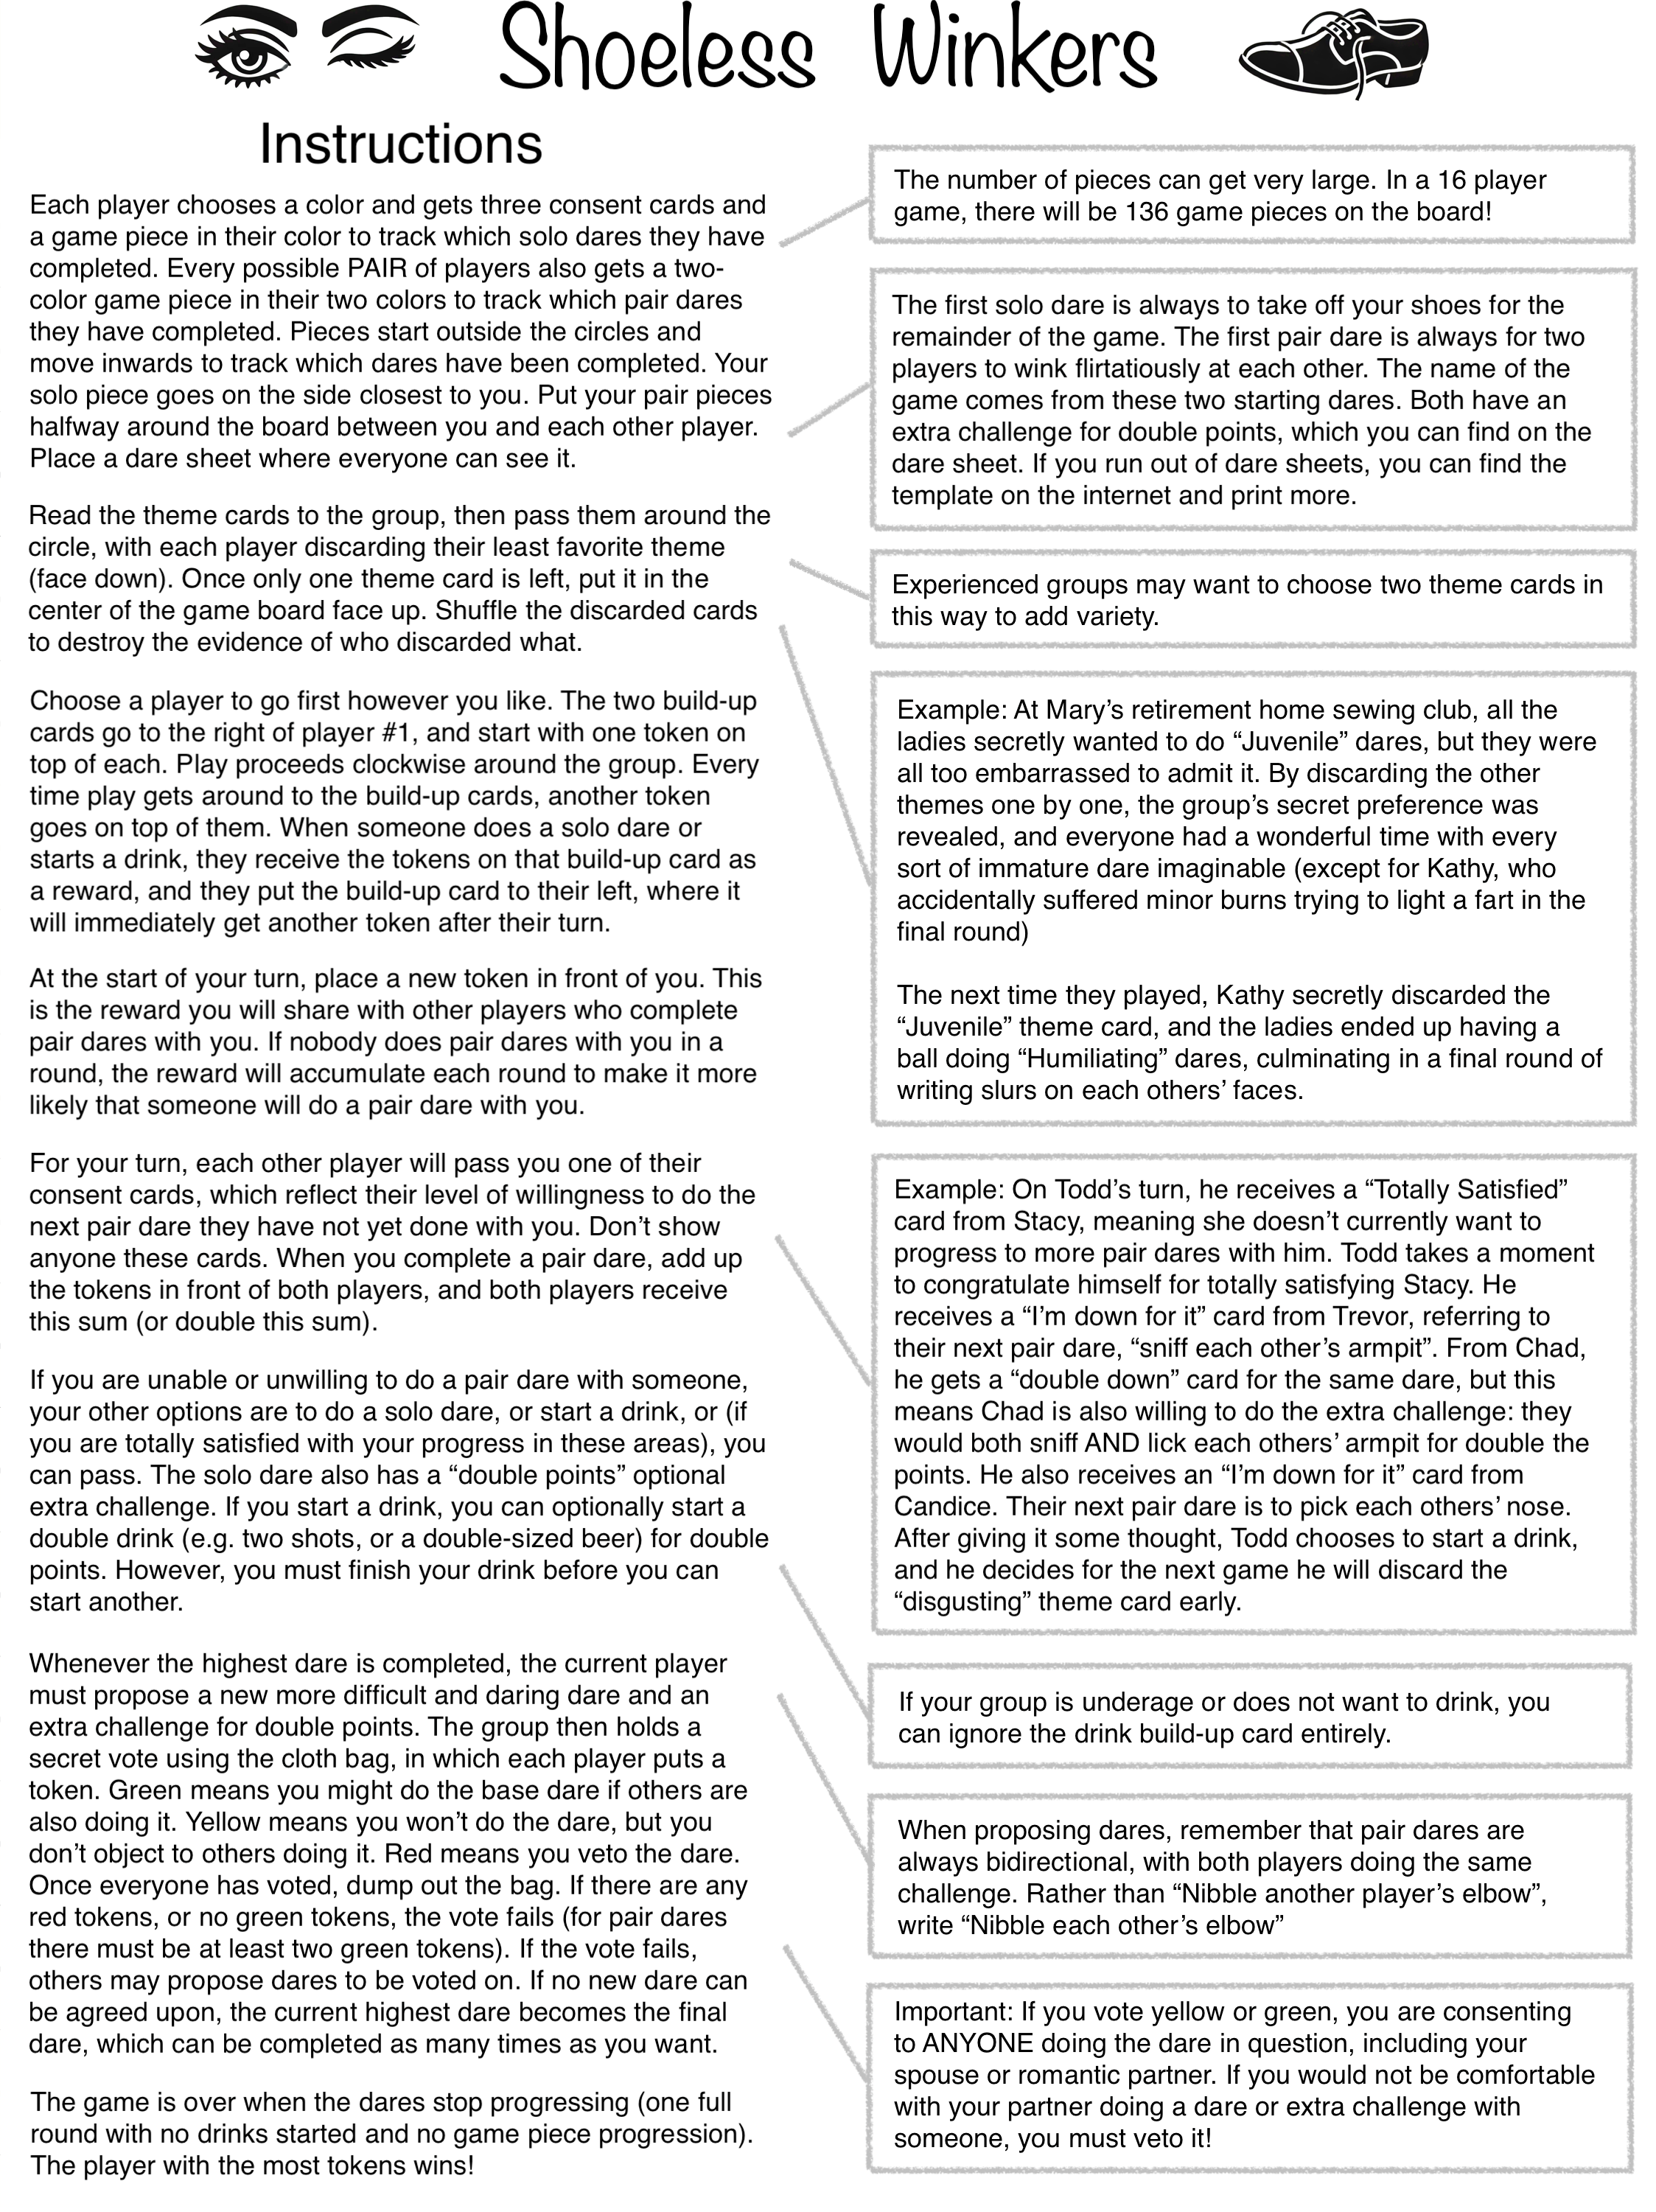 Shoeless Winkers
Instructions
Each player chooses a color and gets three consent cards and
a game piece in their color to track which solo dares they have
completed. Every possible PAIR of players also gets a two-
color game piece in their two colors to track which pair dares
they have completed. Pieces start outside the circles and
move inwards to track which dares have been completed. Your
solo piece goes on the side closest to you. Put your pair pieces
halfway around the board between you and each other player.
Place a dare sheet where everyone can see it.
Read the theme cards to the group, then pass them around the
circle, with each player discarding their least favorite theme
(face down). Once only one theme card is left, put it in the
center of the game board face up. Shuffle the discarded cards
to destroy the evidence of who discarded what.
Choose a player to go first however you like. The two build-up
cards go to the right of player #1, and start with one token on
top of each. Play proceeds clockwise around the group. Every
time play gets around to the build-up cards, another token
goes on top of them. When someone does a solo dare or
starts a drink, they receive the tokens on that build-up card as
a reward, and they put the build-up card to their left, where it
will immediately get another token after their turn.
At the start of your turn, place a new token in front of you. This
is the reward you will share with other players who complete
pair dares with you. If nobody does pair dares with you in a
round, the reward will accumulate each round to make it more
likely that someone will do a pair dare with you.
For your turn, each other player will pass you one of their
consent cards, which reflect their level of willingness to do the
next pair dare they have not yet done with you. Don’t show
anyone these cards. When you complete a pair dare, add up
the tokens in front of both players, and both players receive
this sum (or double this sum).
If you are unable or unwilling to do a pair dare with someone,
your other options are to do a solo dare, or start a drink, or (if
you are totally satisfied with your progress in these areas), you
can pass. The solo dare also has a “double points” optional
extra challenge. If you start a drink, you can optionally start a
double drink (e.g. two shots, or a double-sized beer) for double
points. However, you must finish your drink before you can
start another.
Whenever the highest dare is completed, the current player
must propose a new more difficult and daring dare and an
extra challenge for double points. The group then holds a
secret vote using the cloth bag, in which each player puts a
token. Green means you might do the base dare if others are
also doing it. Yellow means you won’t do the dare, but you
don’t object to others doing it. Red means you veto the dare.
Once everyone has voted, dump out the bag. If there are any
red tokens, or no green tokens, the vote fails (for pair dares
there must be at least two green tokens). If the vote fails,
others may propose dares to be voted on. If no new dare can
be agreed upon, the current highest dare becomes the final
dare, which can be completed as many times as you want.
The game is over when the dares stop progressing (one full
round with no drinks started and no game piece progression).
The player with the most tokens wins!
The number of pieces can get very large. In a 16 player
game, there will be 136 game pieces on the board!
The first solo dare is always to take off your shoes for the
remainder of the game. The first pair dare is always for two
players to wink flirtatiously at each other. The name of the
game comes from these two starting dares. Both have an
extra challenge for double points, which you can find on the
dare sheet. If you run out of dare sheets, you can find the
template on the internet and print more.
Experienced groups may want to choose two theme cards in
this way to add variety.
Example: At Mary’s retirement home sewing club, all the
ladies secretly wanted to do “Juvenile” dares, but they were
all too embarrassed to admit it. By discarding the other
themes one by one, the group’s secret preference was
revealed, and everyone had a wonderful time with every
sort of immature dare imaginable (except for Kathy, who
accidentally suffered minor burns trying to light a fart in the
final round)
The next time they played, Kathy secretly discarded the
“Juvenile” theme card, and the ladies ended up having a
ball doing “Humiliating” dares, culminating in a final round of
writing slurs on each others’ faces.
Example: On Todd’s turn, he receives a “Totally Satisfied”
card from Stacy, meaning she doesn’t currently want to
progress to more pair dares with him. Todd takes a moment
to congratulate himself for totally satisfying Stacy. He
receives a “I’m down for it” card from Trevor, referring to
their next pair dare, “sniff each other’s armpit”. From Chad,
he gets a “double down” card for the same dare, but this
means Chad is also willing to do the extra challenge: they
would both sniff AND lick each others’ armpit for double the
points. He also receives an “I’m down for it” card from
Candice. Their next pair dare is to pick each others’ nose.
After giving it some thought, Todd chooses to start a drink,
and he decides for the next game he will discard the
“disgusting” theme card early.
If your group is underage or does not want to drink, you
can ignore the drink build-up card entirely.
When proposing dares, remember that pair dares are
always bidirectional, with both players doing the same
challenge. Rather than “Nibble another player’s elbow”,
write “Nibble each other’s elbow”
Important: If you vote yellow or green, you are consenting
to ANYONE doing the dare in question, including your
spouse or romantic partner. If you would not be comfortable
with your partner doing a dare or extra challenge with
someone, you must veto it!